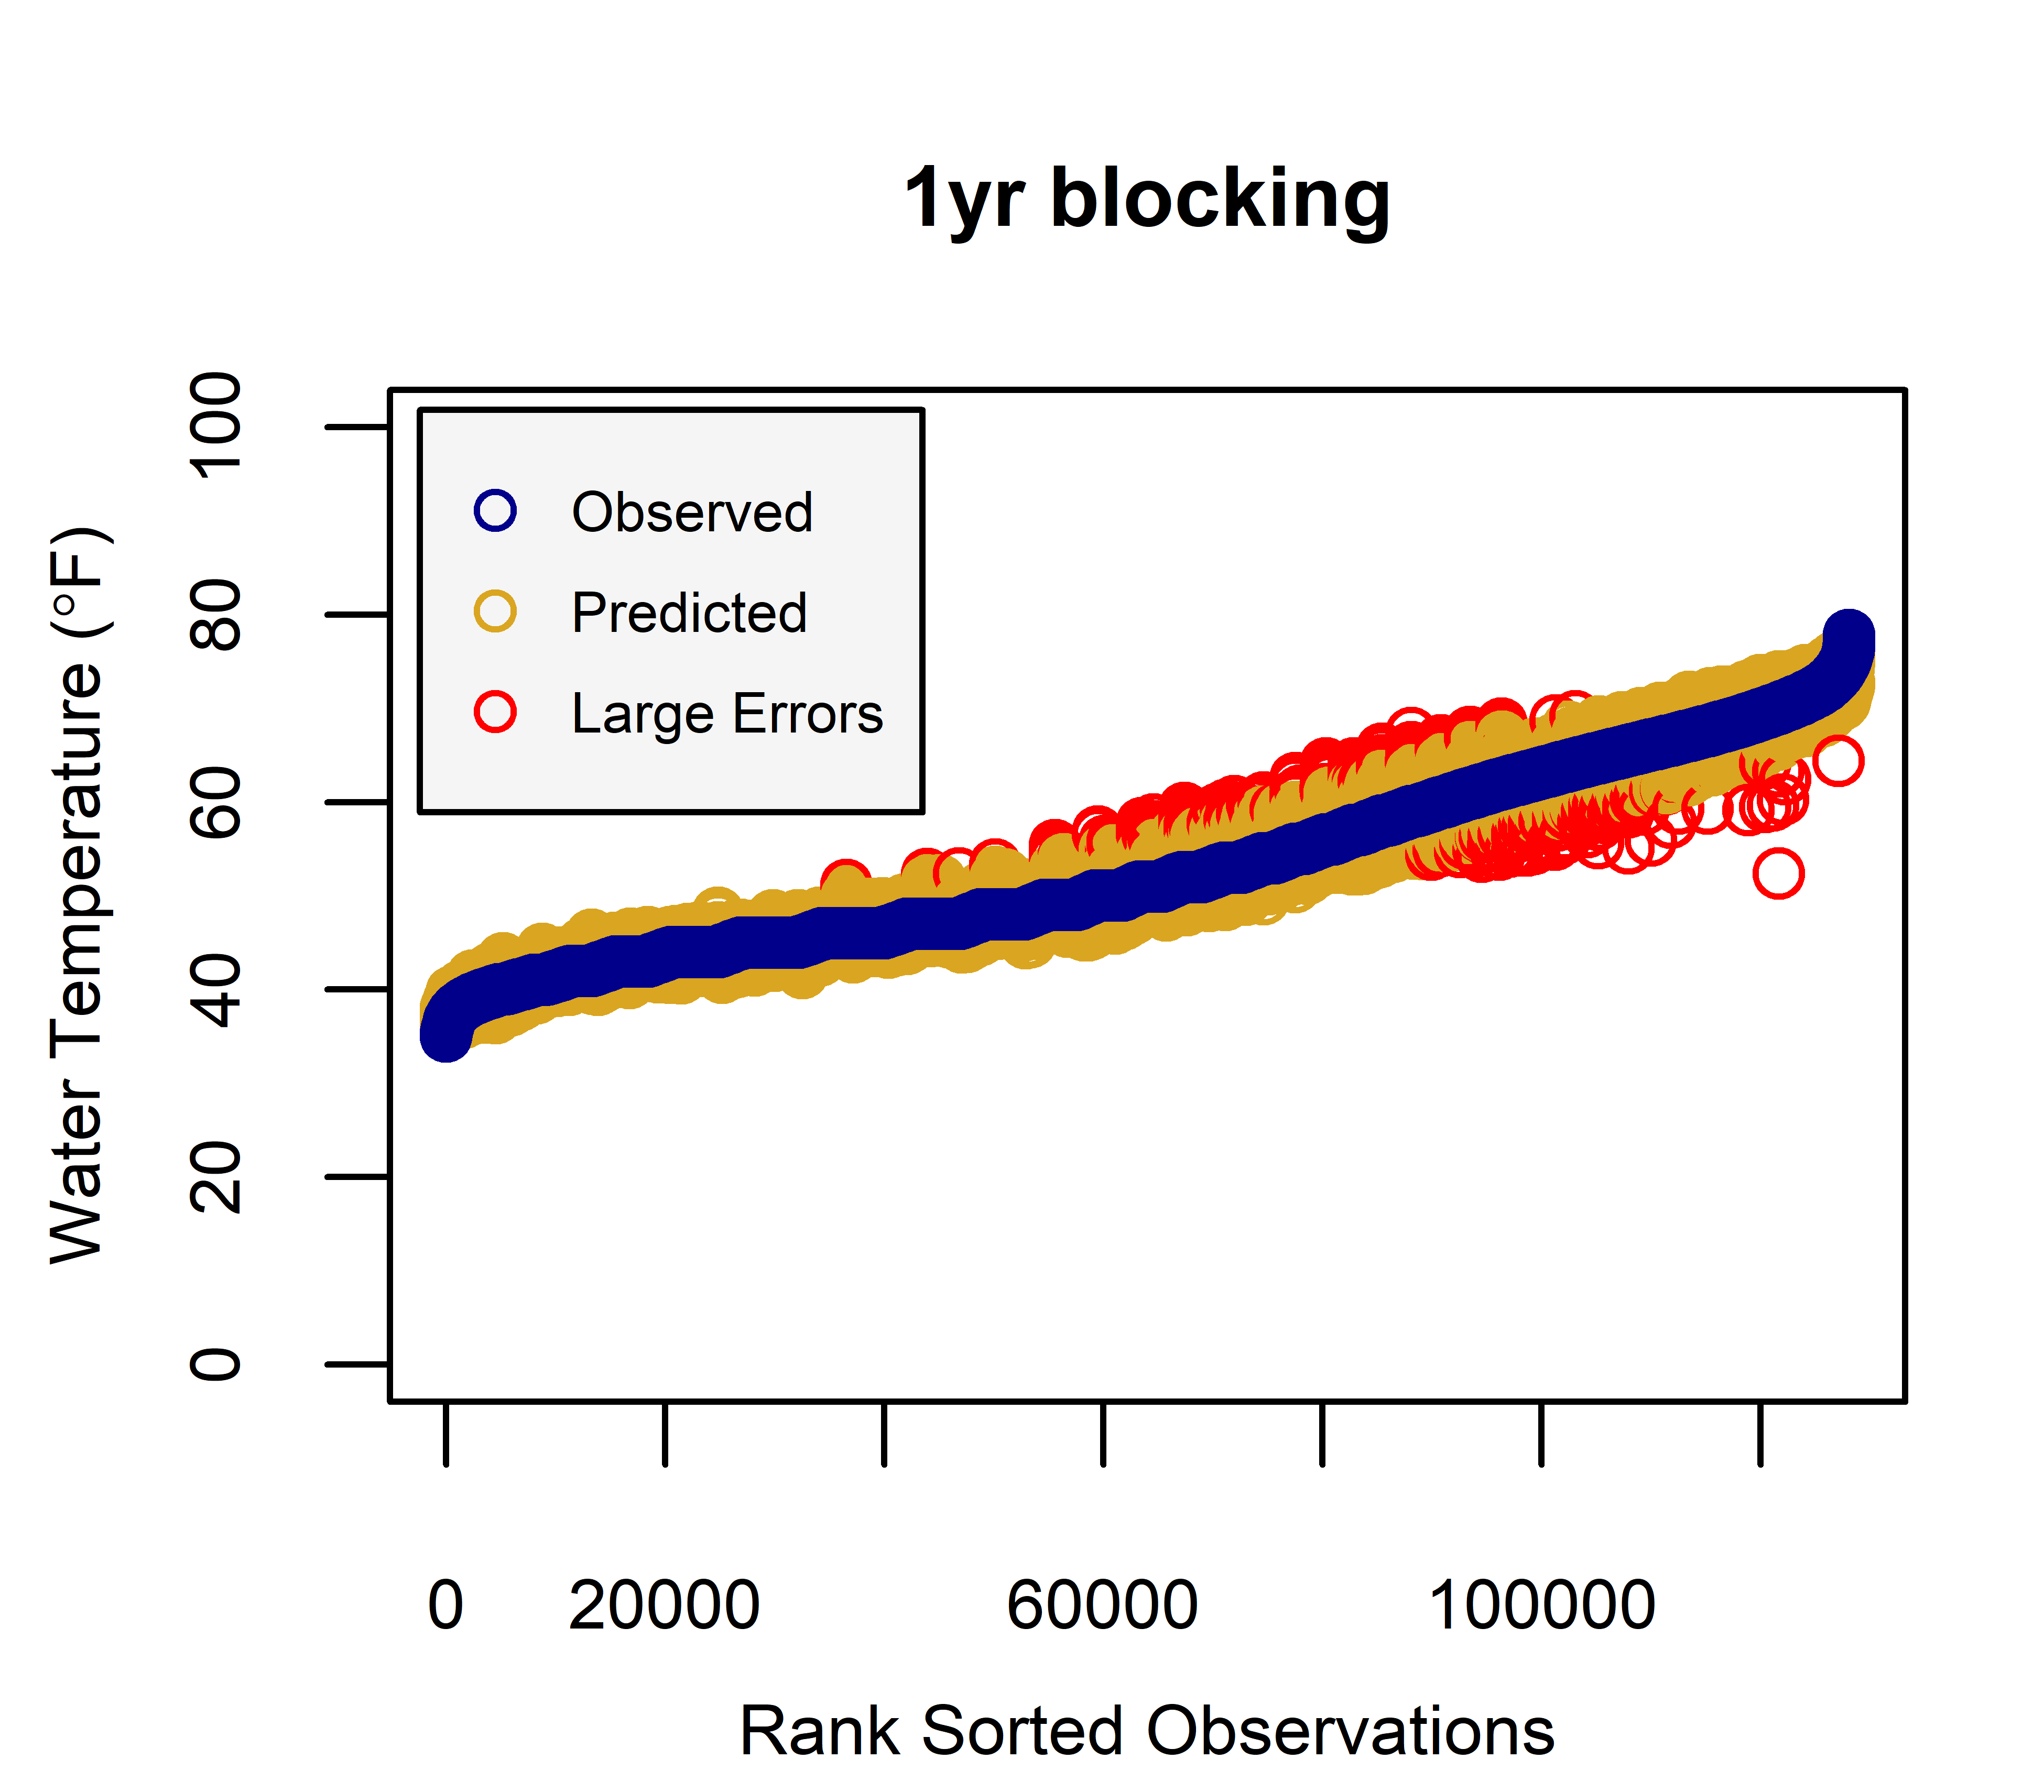 1yr blocking
Water Temperature (°F)
100
80
60
40
20
0
Observed
Predicted
Large Errors
0 20000 60000 100000
Rank Sorted Observations